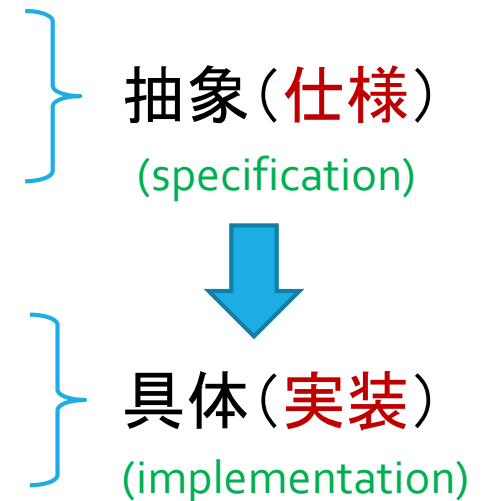 抽象（仕様）
(specification)
具体（実装）
(implementation)